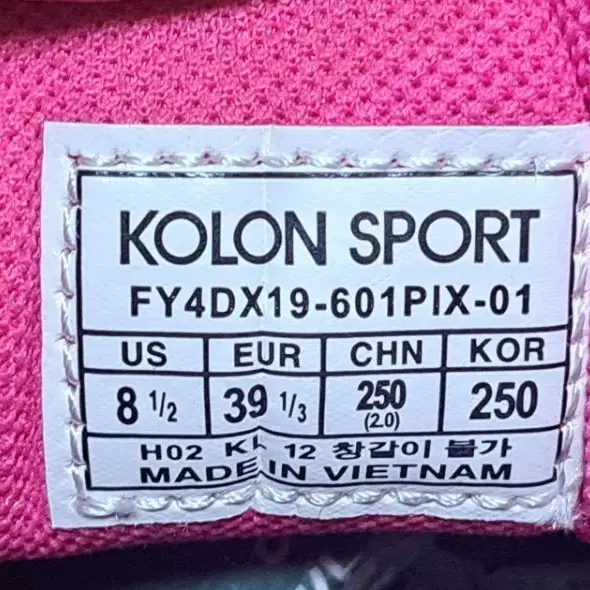 KOLON SPORT
FY4DX19-601PIX-01
US EUR CHN KOR
8 1/2 39 1/3 250 (2.0) 250
H02 12 창갈이 불가
MADE IN VIETNAM